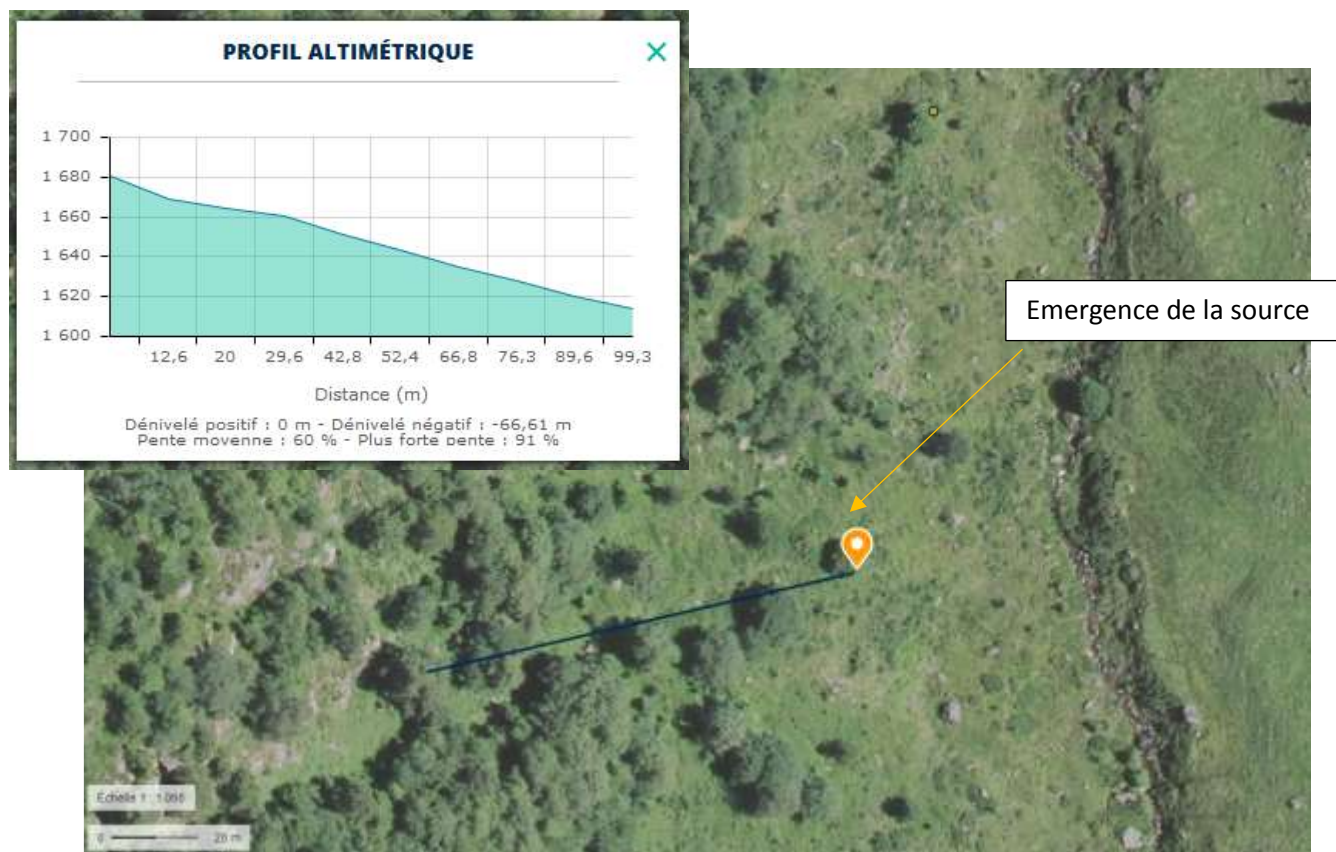 PROFIL ALTIMÉTRIQUE
1 700
1 680
1 660
1 640
1 620
1 600
12,6 20 29,6 42,8 52,4 66,8 76,3 89,6 99,3
Distance (m)
Dénivelé positif : 0 m - Dénivelé négatif : -66,61 m
Pente moyenne : 60 % - Plus forte pente : 91 %
Emergence de la source
Echelle 1 :
0 20 m